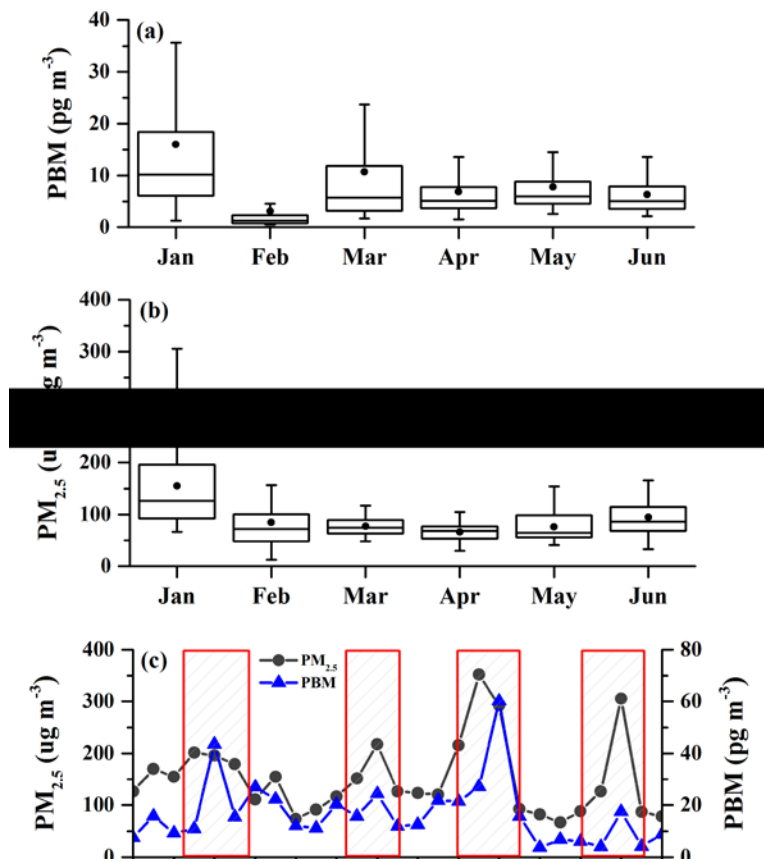 (a)
PBM (pg m⁻³)
40
30
20
10
0
Jan Feb Mar Apr May Jun
(b)
PM₂.₅ (u
g m⁻³)
400
300
200
100
0
Jan Feb Mar Apr May Jun
(c)
PM₂.₅
PBM
PM₂.₅ (ug m⁻³)
400
300
200
100
0
80
60
40
20
0
PBM (pg m⁻³)